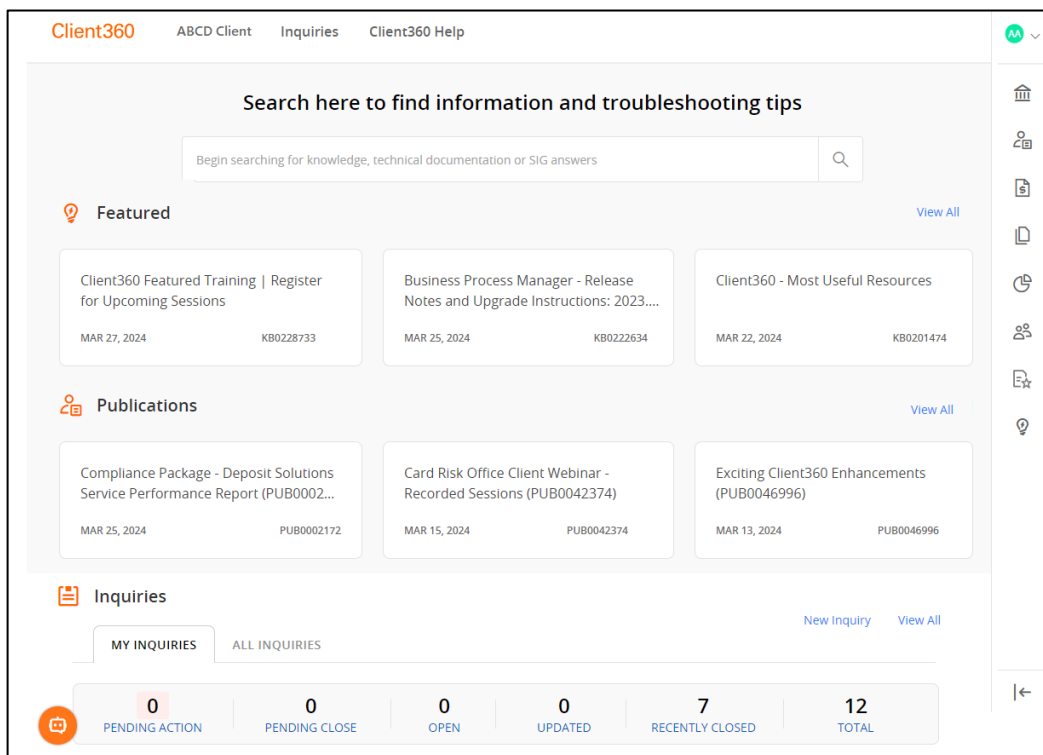 Client360 ABCD Client Inquiries Client360 Help
AA
Search here to find information and troubleshooting tips
Begin searching for knowledge, technical documentation or SIG answers
Featured
View All
Client360 Featured Training | Register
for Upcoming Sessions
MAR 27, 2024 KB0228733
Business Process Manager - Release
Notes and Upgrade Instructions: 2023....
MAR 25, 2024 KB0222634
Client360 - Most Useful Resources
MAR 22, 2024 KB0201474
Publications
View All
Compliance Package - Deposit Solutions
Service Performance Report (PUB0002...
MAR 25, 2024 PUB0002172
Card Risk Office Client Webinar -
Recorded Sessions (PUB0042374)
MAR 15, 2024 PUB0042374
Exciting Client360 Enhancements
(PUB0046996)
MAR 13, 2024 PUB0046996
Inquiries
New Inquiry View All
MY INQUIRIES ALL INQUIRIES
0 0 0 0 7 12
PENDING ACTION PENDING CLOSE OPEN UPDATED RECENTLY CLOSED TOTAL